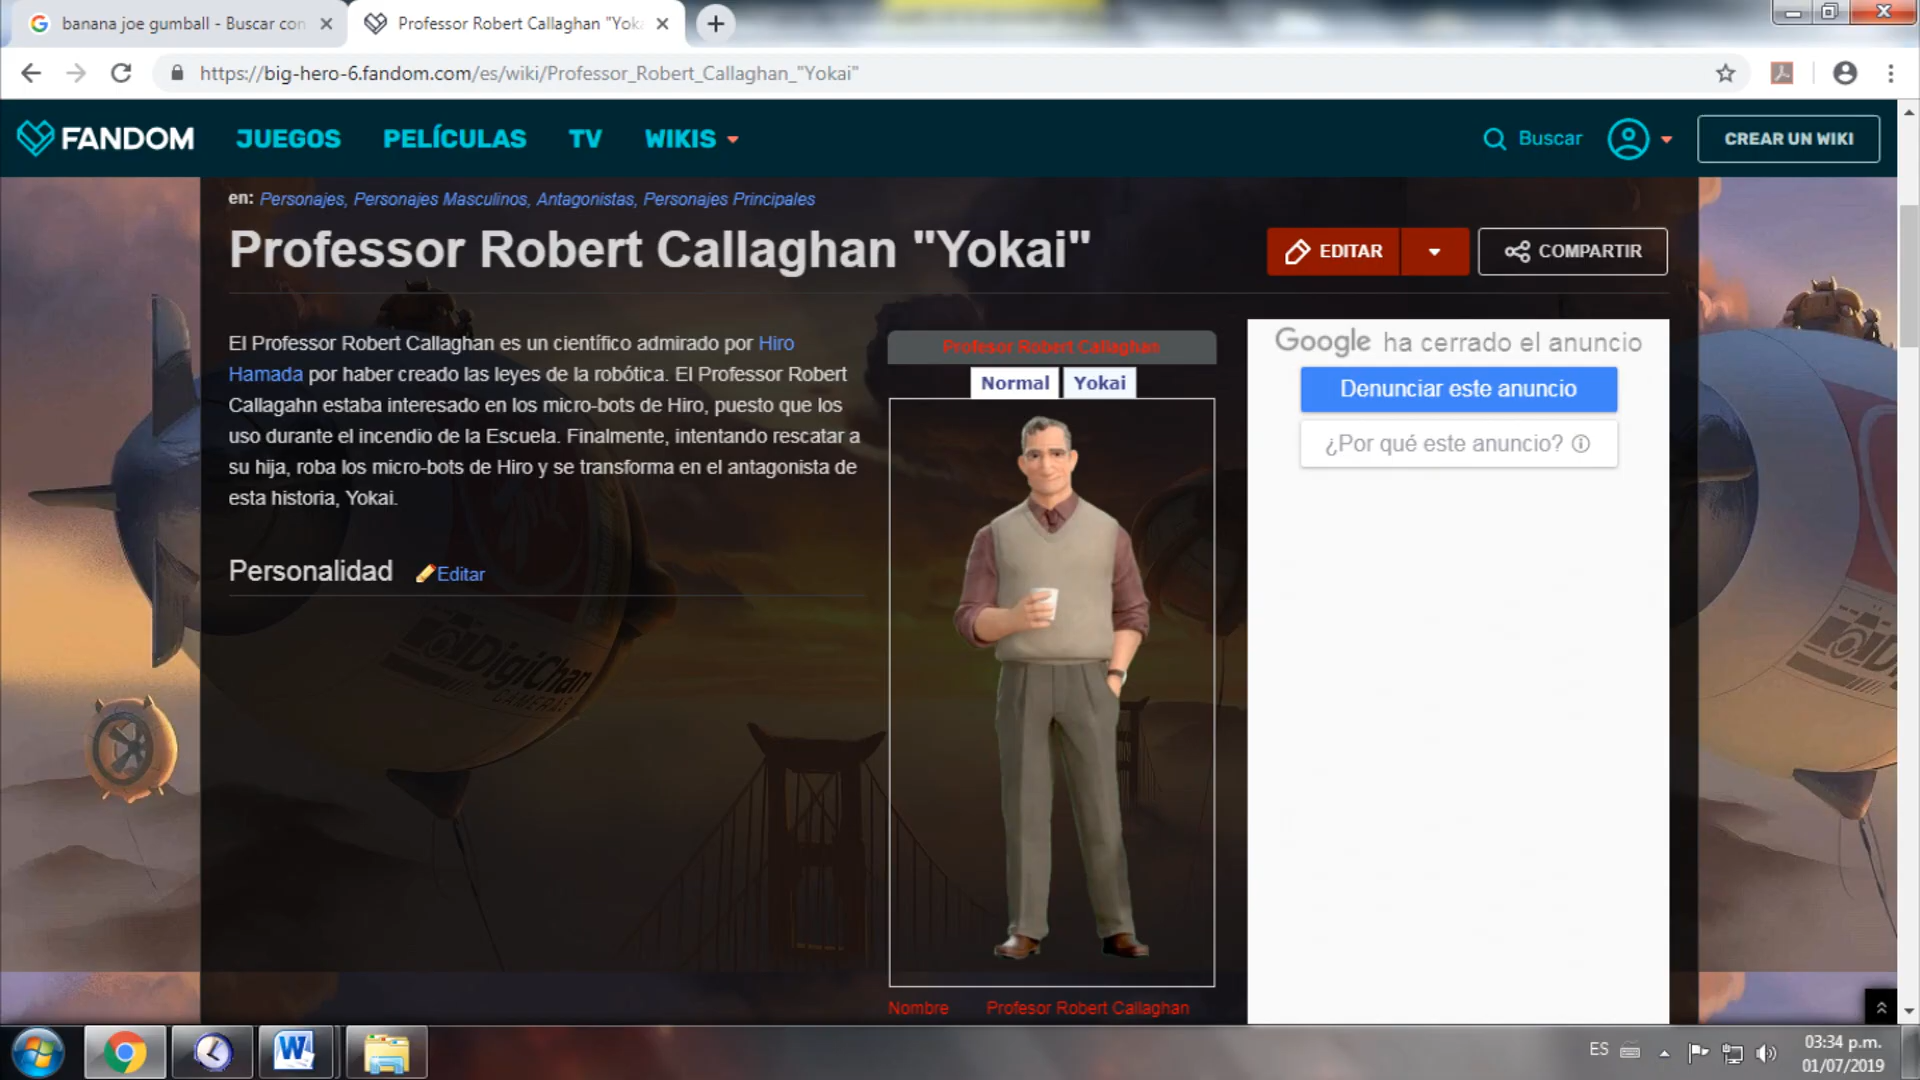 banana joe gumball - Buscar con
Professor Robert Callaghan "Yok
https://big-hero-6.fandom.com/es/wiki/Professor_Robert_Callaghan_"Yokai"
FANDOM
JUEGOS
PELÍCULAS
TV
WIKIS
Buscar
CREAR UN WIKI
en: Personajes, Personajes Masculinos, Antagonistas, Personajes Principales
Professor Robert Callaghan "Yokai"
EDITAR
COMPARTIR
El Professor Robert Callaghan es un científico admirado por Hiro
Hamada por haber creado las leyes de la robótica. El Professor Robert
Callagahn estaba interesado en los micro-bots de Hiro, puesto que los
uso durante el incendio de la Escuela. Finalmente, intentando rescatar a
su hija, roba los micro-bots de Hiro y se transforma en el antagonista de
esta historia, Yokai.
Personalidad
Editar
Profesor Robert Callaghan
Normal
Yokai
Nombre
Profesor Robert Callaghan
Google ha cerrado el anuncio
Denunciar este anuncio
¿Por qué este anuncio?
DigiChan
CAMERAS
ES
03:34 p.m.
01/07/2019